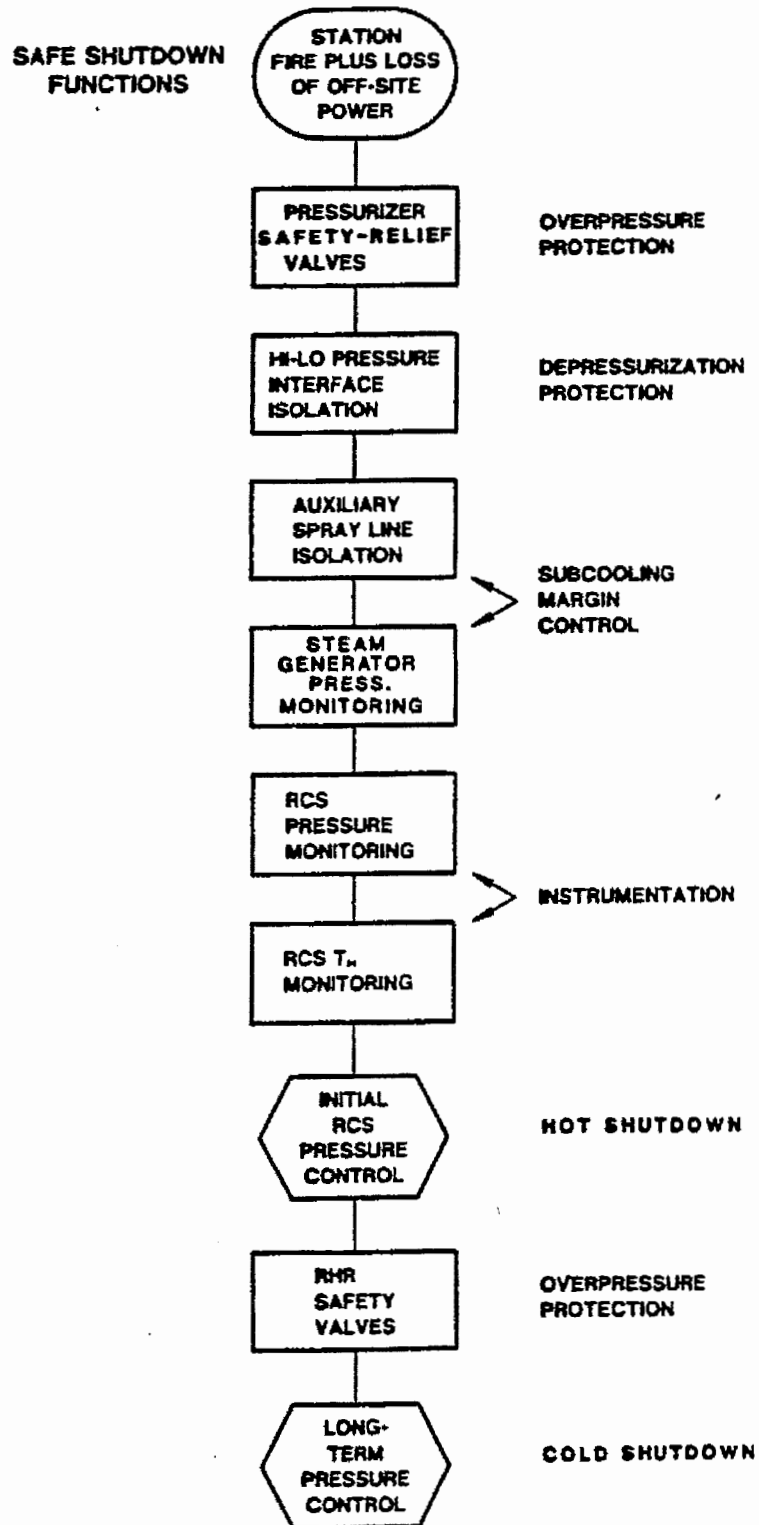 SAFE SHUTDOWN
FUNCTIONS
STATION
FIRE PLUS LOSS
OF OFF-SITE
POWER
PRESSURIZER
SAFETY-RELIEF
VALVES
OVERPRESSURE
PROTECTION
HI-LO PRESSURE
INTERFACE
ISOLATION
DEPRESSURIZATION
PROTECTION
AUXILIARY
SPRAY LINE
ISOLATION
SUBCOOLING
MARGIN
CONTROL
STEAM
GENERATOR
PRESS.
MONITORING
RCS
PRESSURE
MONITORING
INSTRUMENTATION
RCS T_H
MONITORING
INITIAL
RCS
PRESSURE
CONTROL
HOT SHUTDOWN
RHR
SAFETY
VALVES
OVERPRESSURE
PROTECTION
LONG-
TERM
PRESSURE
CONTROL
COLD SHUTDOWN